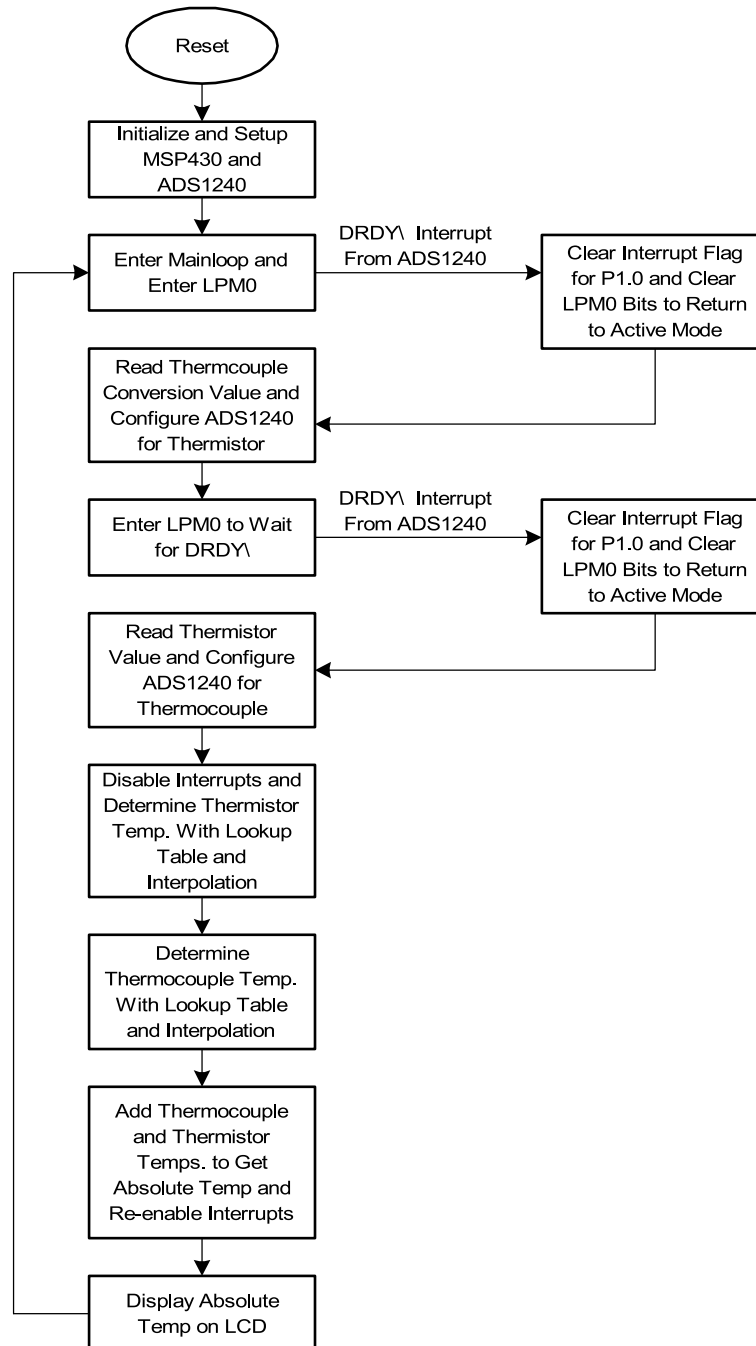 Reset
Initialize and Setup
MSP430 and
ADS1240
Enter Mainloop and
Enter LPM0
DRDY\ Interrupt
From ADS1240
Clear Interrupt Flag
for P1.0 and Clear
LPM0 Bits to Return
to Active Mode
Read Thermcouple
Conversion Value and
Configure ADS1240
for Thermistor
Enter LPM0 to Wait
for DRDY\
DRDY\ Interrupt
From ADS1240
Clear Interrupt Flag
for P1.0 and Clear
LPM0 Bits to Return
to Active Mode
Read Thermistor
Value and Configure
ADS1240 for
Thermocouple
Disable Interrupts and
Determine Thermistor
Temp. With Lookup
Table and
Interpolation
Determine
Thermocouple Temp.
With Lookup Table
and Interpolation
Add Thermocouple
and Thermistor
Temps. to Get
Absolute Temp and
Re-enable Interrupts
Display Absolute
Temp on LCD